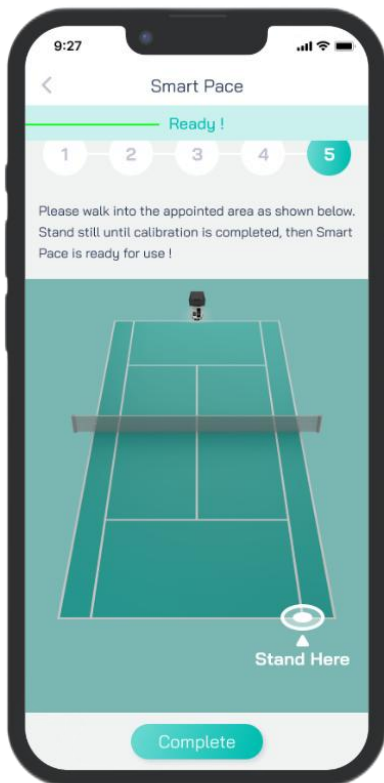 9:27
Smart Pace
Ready !
1 2 3 4 5
Please walk into the appointed area as shown below.
Stand still until calibration is completed, then Smart
Pace is ready for use !
Stand Here
Complete